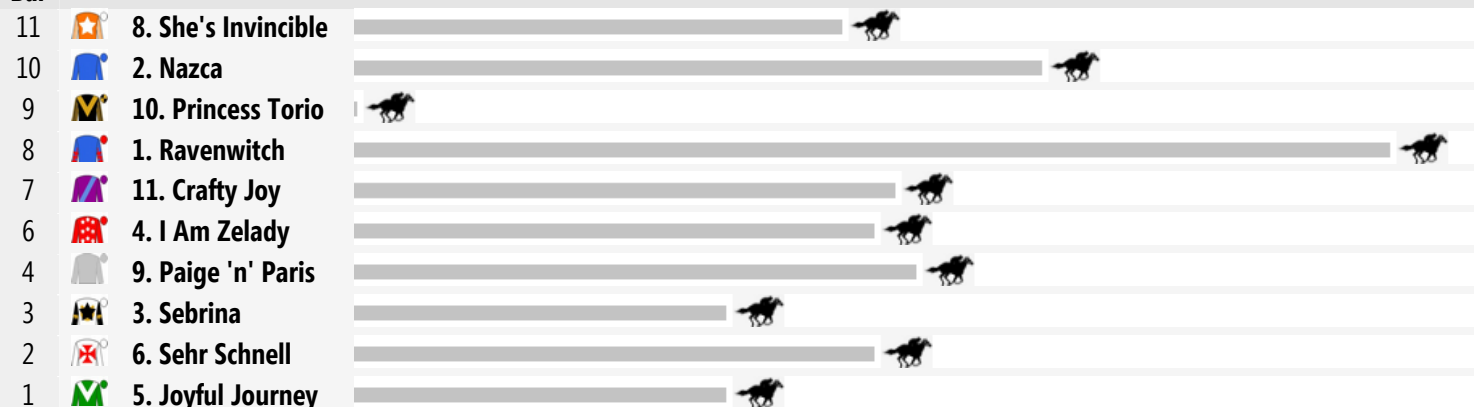 11 8. She's Invincible
10 2. Nazca
9 10. Princess Torio
8 1. Ravenwitch
7 11. Crafty Joy
6 4. I Am Zelady
4 9. Paige 'n' Paris
3 3. Sebrina
2 6. Sehr Schnell
1 5. Joyful Journey